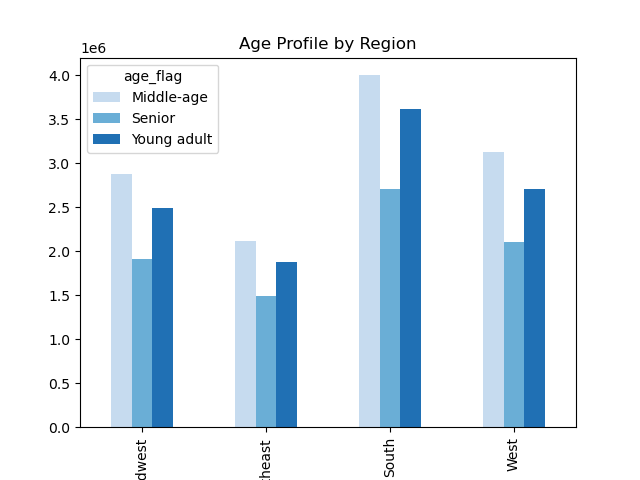 Age Profile by Region
1e6
4.0
3.5
3.0
2.5
2.0
1.5
1.0
0.5
0.0
age_flag
Middle-age
Senior
Young adult
dwest
theast
South
West